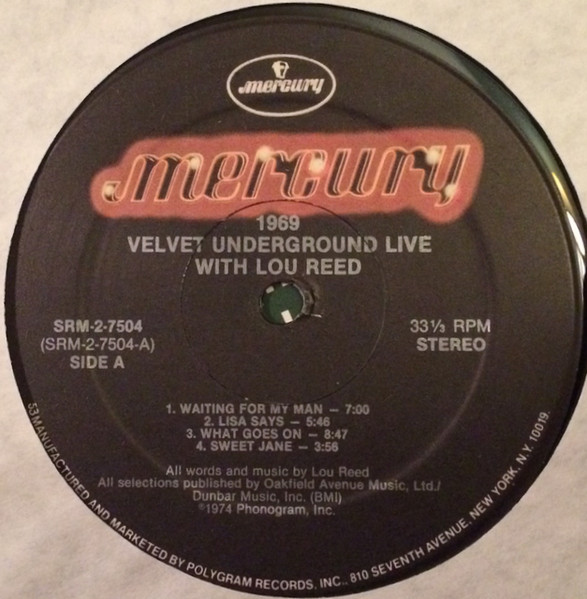 mercury
mercury
1969
VELVET UNDERGROUND LIVE
WITH LOU REED
SRM-2-7504
(SRM-2-7504-A)
SIDE A
33 1/3 RPM
STEREO
1. WAITING FOR MY MAN — 7:00
2. LISA SAYS — 5:46
3. WHAT GOES ON — 8:47
4. SWEET JANE — 3:56
All words and music by Lou Reed
All selections published by Oakfield Avenue Music, Ltd./
Dunbar Music, Inc. (BMI)
℗1974 Phonogram, Inc.
53 MANUFACTURED AND MARKETED BY POLYGRAM RECORDS, INC., 810 SEVENTH AVENUE, NEW YORK, N.Y. 10019.